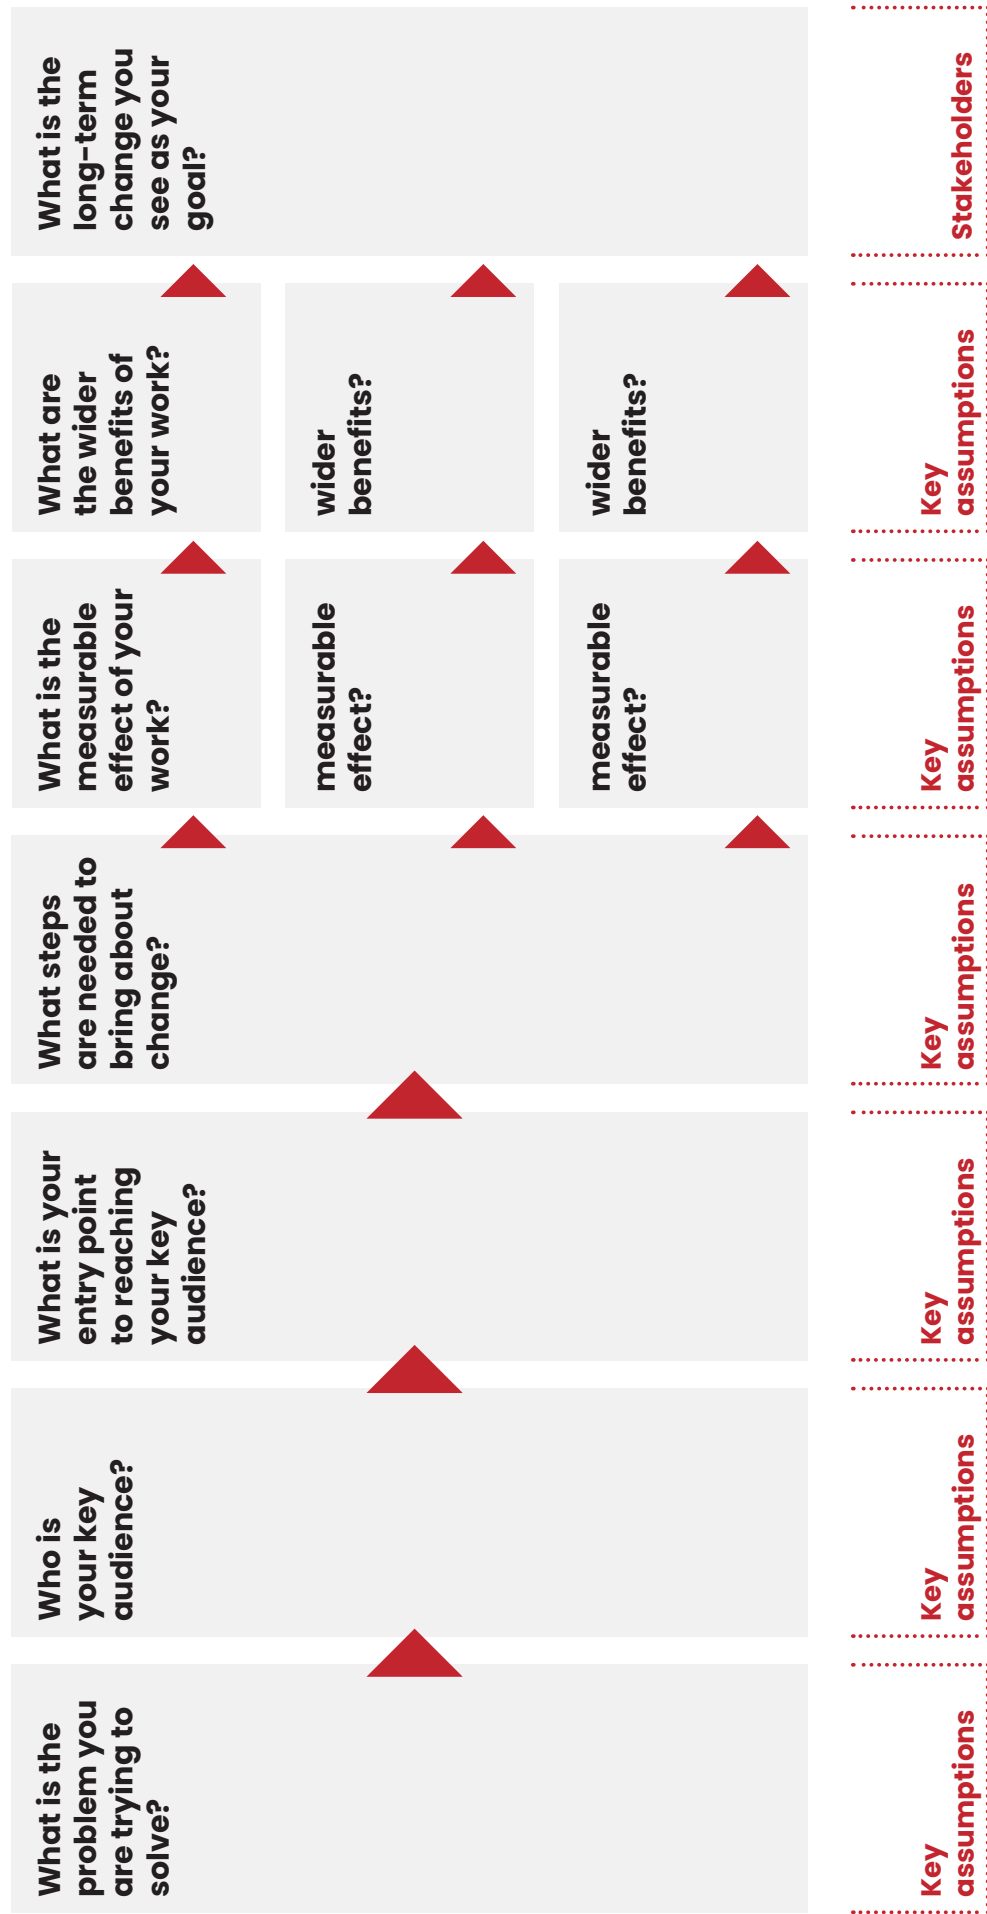 What is the
problem you
are trying to
solve?
Who is
your key
audience?
What is your
entry point
to reaching
your key
audience?
What steps
are needed to
bring about
change?
What is the
measurable
effect of your
work?
measurable
effect?
measurable
effect?
What are
the wider
benefits of
your work?
wider
benefits?
wider
benefits?
What is the
long-term
change you
see as your
goal?
Key
assumptions
Key
assumptions
Key
assumptions
Key
assumptions
Key
assumptions
Key
assumptions
Stakeholders